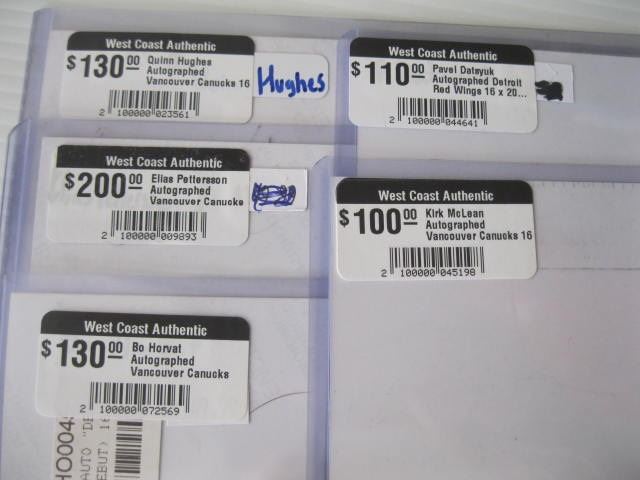 West Coast Authentic
$130.00 Quinn Hughes
Autographed
Vancouver Canucks 16
2 100000 023561
Hughes
West Coast Authentic
$110.00 Pavel Datsyuk
Autographed Detroit
Red Wings 16 x 20...
2 100000 044641
West Coast Authentic
$200.00 Elias Pettersson
Autographed
Vancouver Canucks
2 100000 009893
West Coast Authentic
$100.00 Kirk McLean
Autographed
Vancouver Canucks 16
2 100000 045198
West Coast Authentic
$130.00 Bo Horvat
Autographed
Vancouver Canucks
2 100000 072569